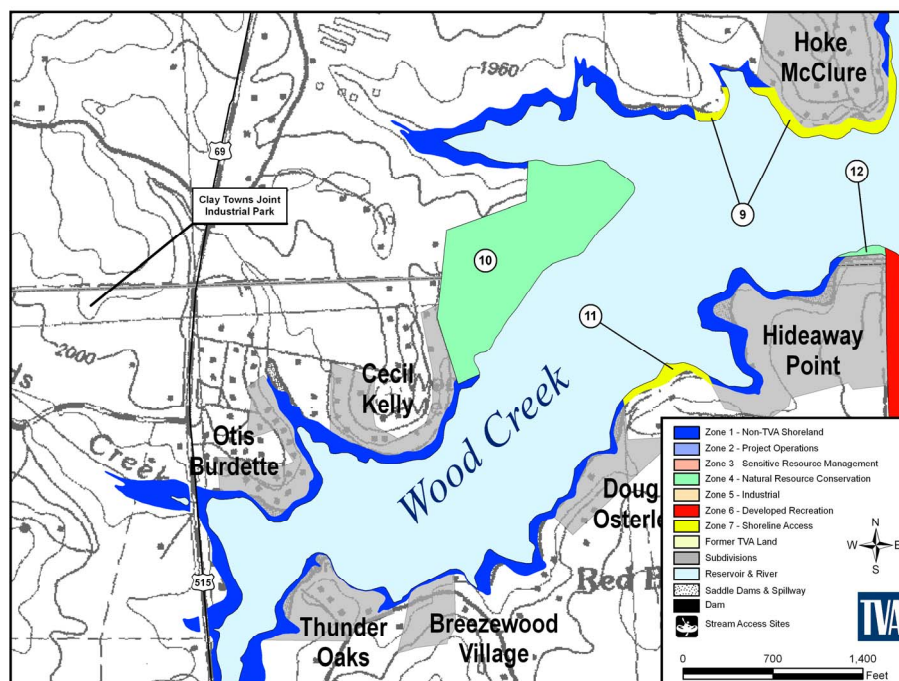 Hoke
McClure
1960
69
12
Clay Towns Joint
Industrial Park
9
10
11
Hideaway
Point
2000
Cecil
Kelly
Wood Creek
Otis
Burdette
Creek
Doug
Osterle
515
Thunder
Oaks
Breezewood
Village
Zone 1 - Non-TVA Shoreland
Zone 2 - Project Operations
Zone 3 - Sensitive Resource Management
Zone 4 - Natural Resource Conservation
Zone 5 - Industrial
Zone 6 - Developed Recreation
Zone 7 - Shoreline Access
Former TVA Land
Subdivisions
Reservoir & River
Saddle Dams & Spillway
Dam
Stream Access Sites
N
W E
S
TVA
0 700 1,400
Feet